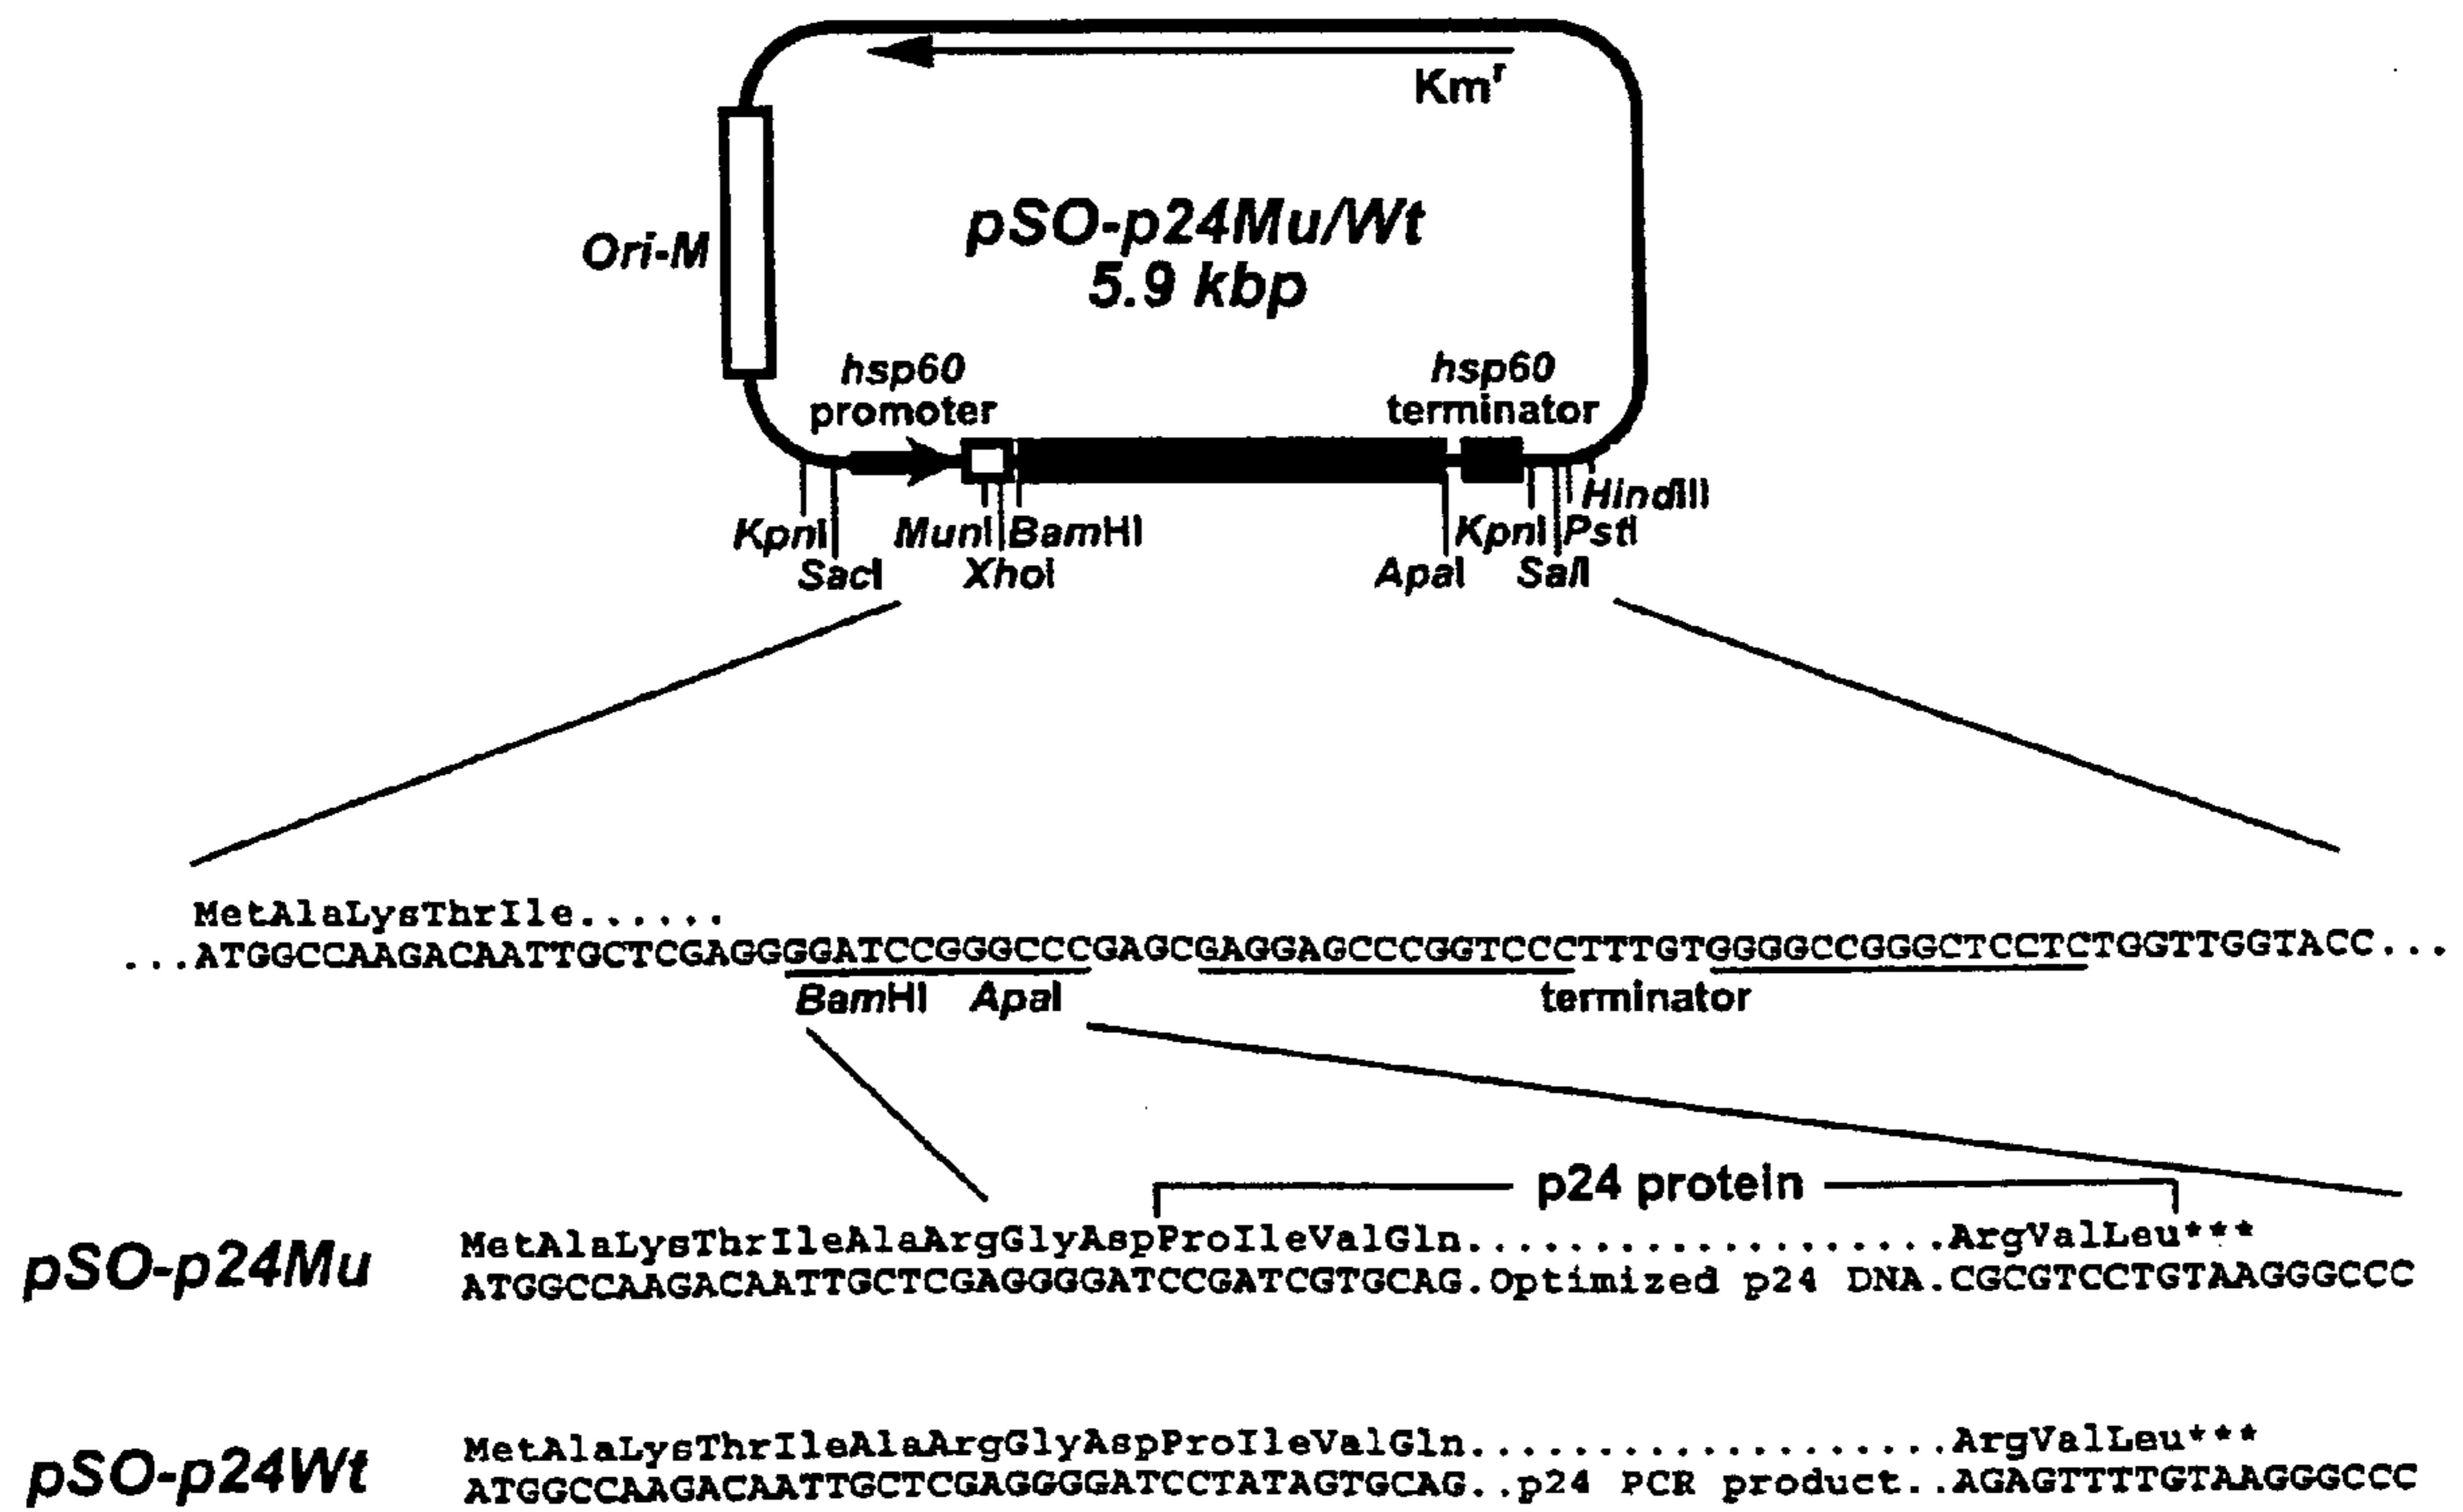 Kmʳ
pSO-p24Mu/Wt
5.9 kbp
Ori-M
hsp60
promoter
hsp60
terminator
HindIII
KpnI MunI BamHI KpnI PstI
SacI XhoI ApaI SalI
MetAlaLysThrIle......
...ATGGCCAAGACAATTGCTCGAGGGGATCCGGGCCCGAGCGAGGAGCCCGGTCCCTTTGTGGGGCCGGGCTCCTCTGGTTGGTACC...
BamHI ApaI terminator
p24 protein
MetAlaLysThrIleAlaArgGlyAspProIleValGln...................ArgValLeu***
pSO-p24Mu
ATGGCCAAGACAATTGCTCGAGGGGATCCGATCGTGCAG.Optimized p24 DNA.CGCGTCCTGTAAGGGCCC
MetAlaLysThrIleAlaArgGlyAspProIleValGln...................ArgValLeu***
pSO-p24Wt
ATGGCCAAGACAATTGCTCGAGGGGATCCTATAGTGCAG..p24 PCR product..AGAGTTTTGTAAGGGCCC